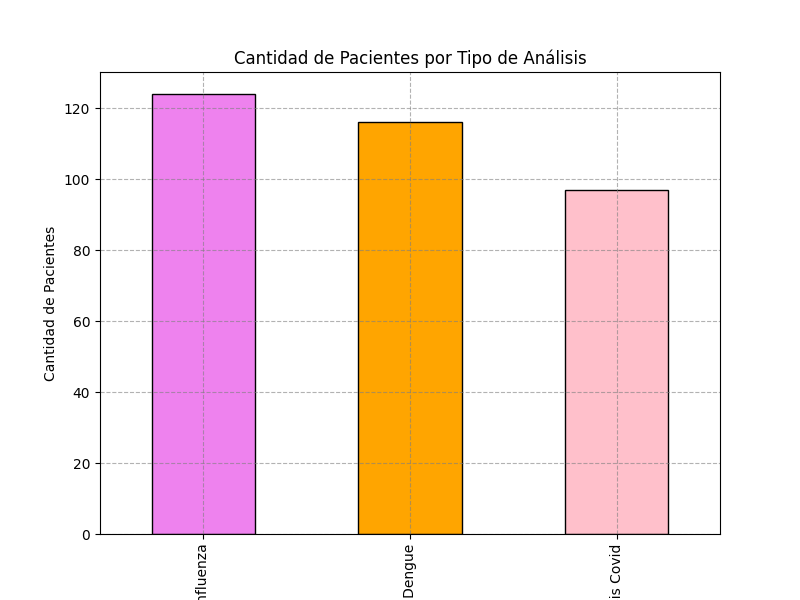 Cantidad de Pacientes por Tipo de Análisis
Cantidad de Pacientes
120
100
80
60
40
20
0
nfluenza
Dengue
is Covid